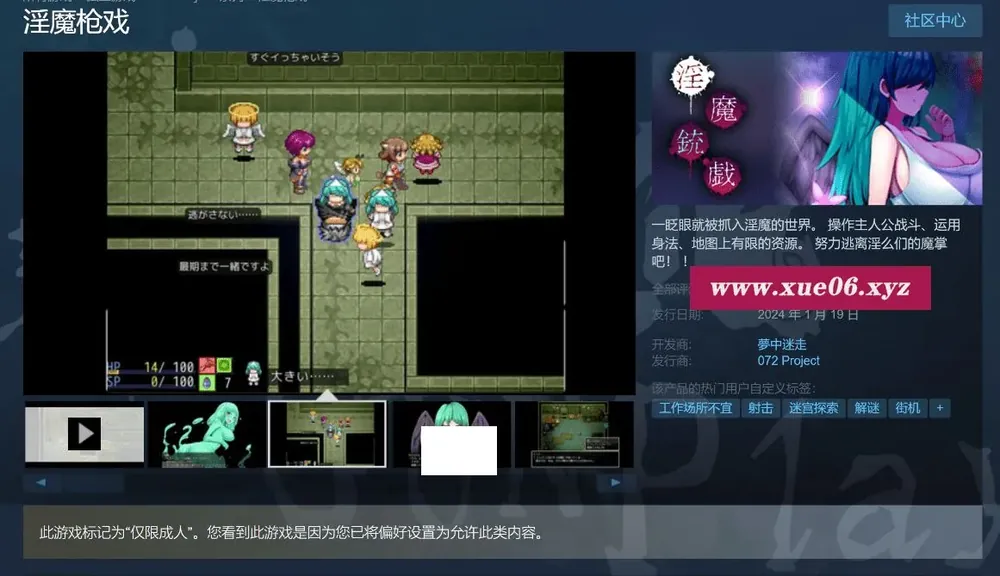 淫魔枪戏
社区中心
すぐイっちゃいそう
逃がさない……
最期まで一緒ですよ
HP 14/ 100
SP 0/ 100
7
大きい……
淫魔銃戯
一眨眼就被抓入淫魔的世界。 操作主人公战斗、运用
身法、地图上有限的资源。 努力逃离淫么们的魔掌
吧！ ！
www.xue06.xyz
全部评
发行日期:
2024 年 1 月 19 日
开发商:
夢中迷走
发行商:
072 Project
该产品的热门用户自定义标签:
工作场所不宜
射击
迷宫探索
解谜
街机
+
此游戏标记为“仅限成人”。您看到此游戏是因为您已将偏好设置为允许此类内容。